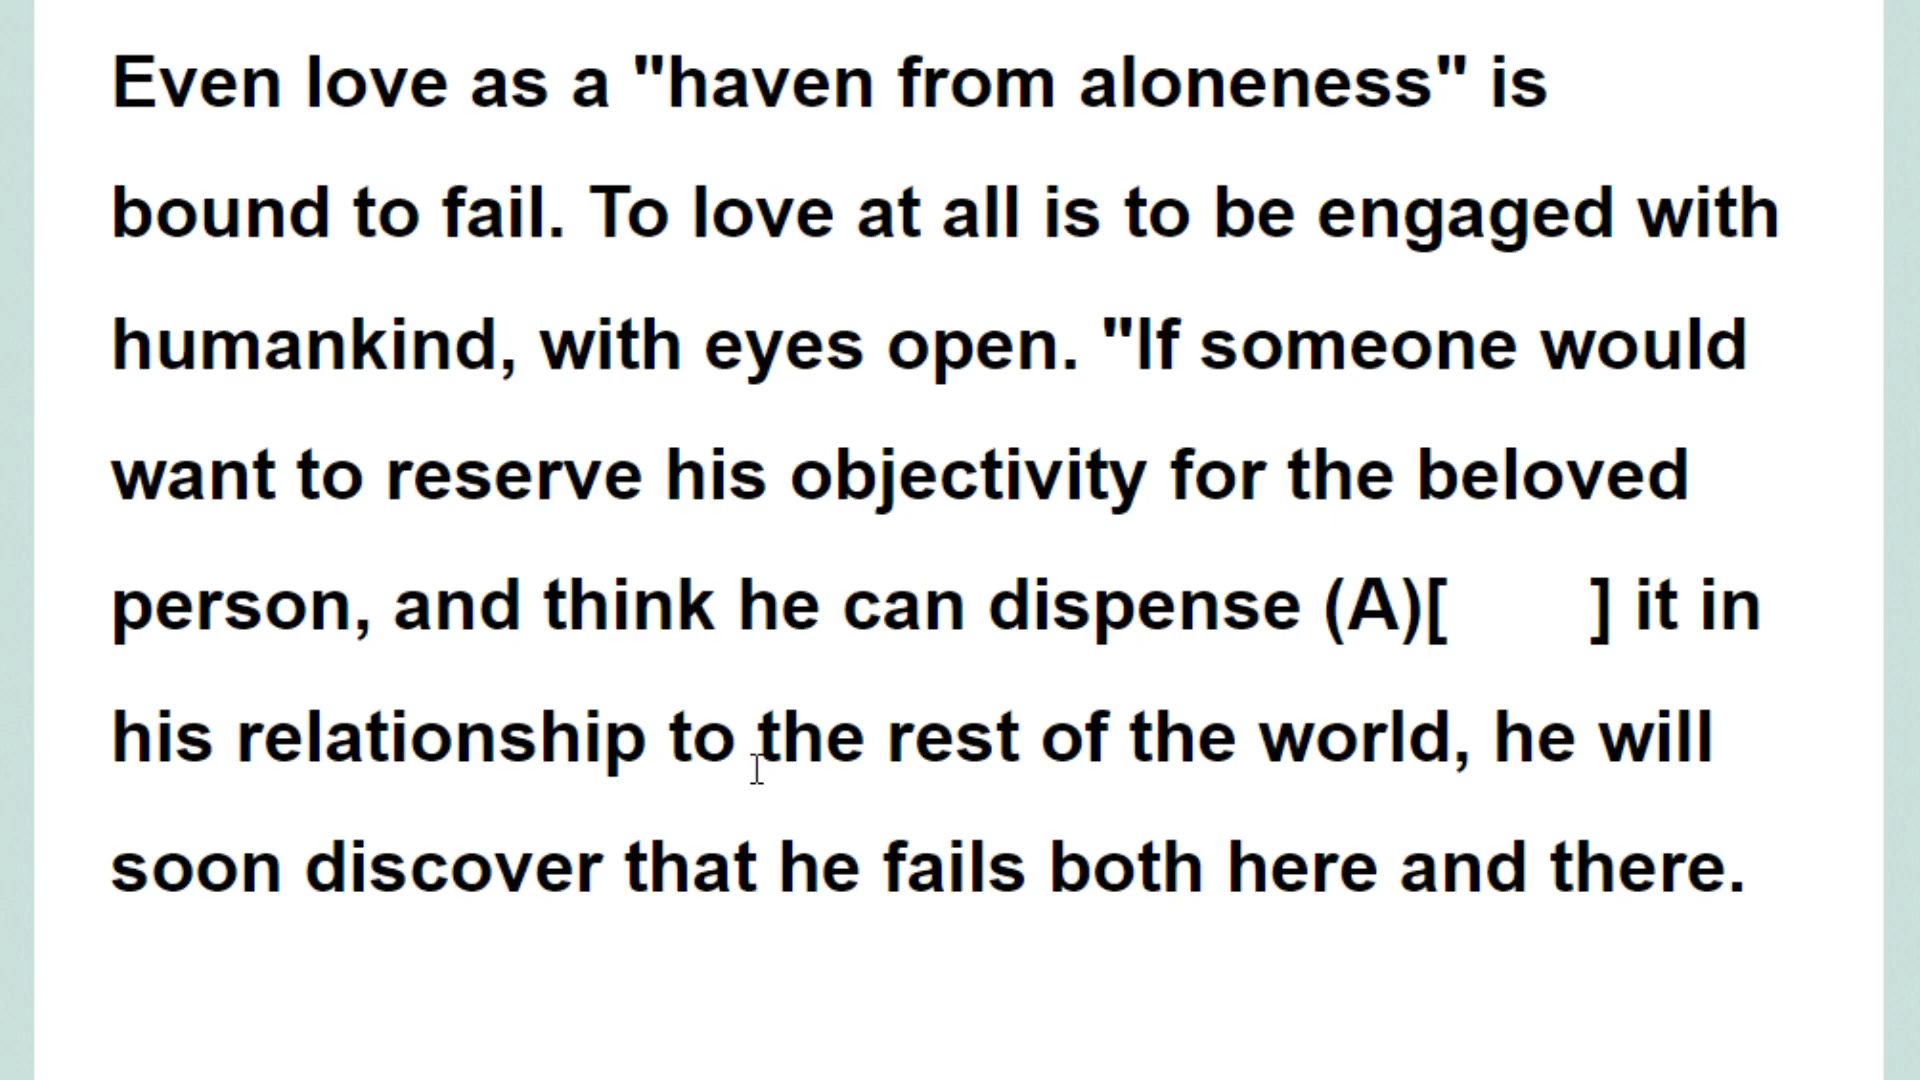 Even love as a "haven from aloneness" is
bound to fail. To love at all is to be engaged with
humankind, with eyes open. "If someone would
want to reserve his objectivity for the beloved
person, and think he can dispense (A)[ ] it in
his relationship to the rest of the world, he will
soon discover that he fails both here and there.